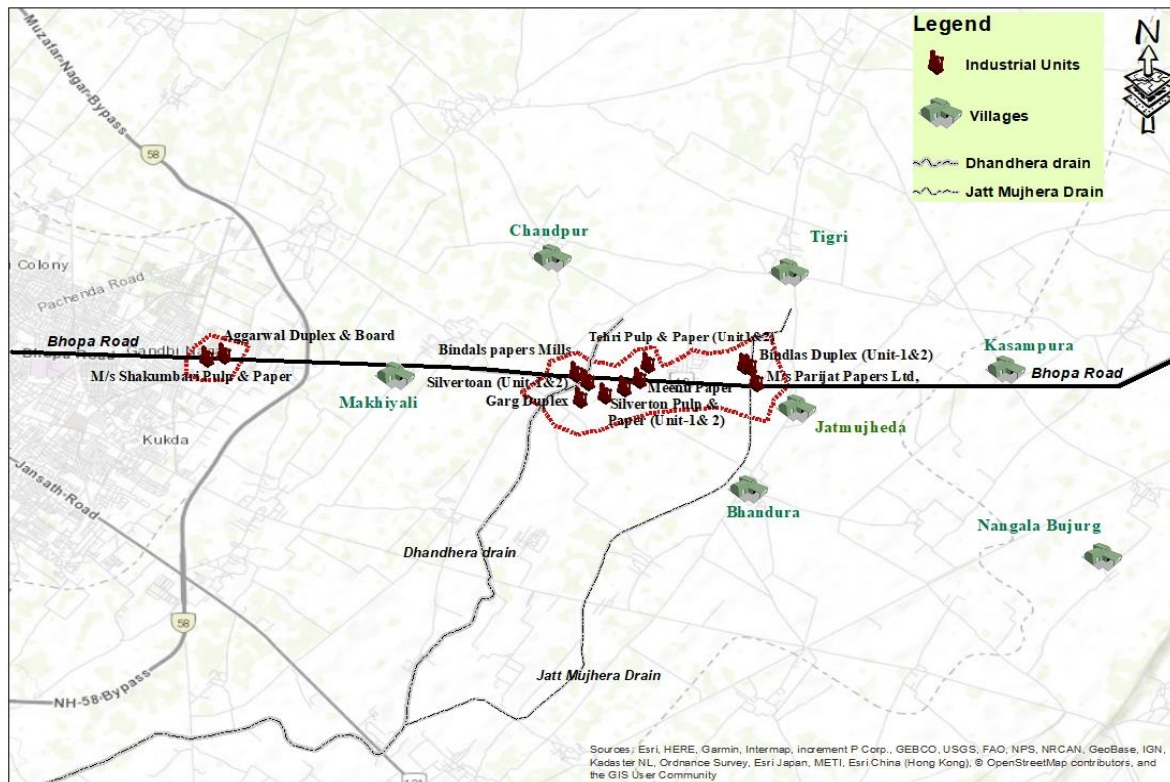 Legend
Industrial Units
Villages
Dhandhera drain
Jatt Mujhera Drain
N
Muzafar-Nagar-Bypass
58
Chandpur
Tigri
Colony
Pachenda Road
Bhopa Road
Aggarwal Duplex & Board
M/s Shakumbari Pulp & Paper
Makhiyali
Kukda
Jansath-Road
Bindals papers Mills
Tehri Pulp & Paper (Unit1&2)
Bindlas Duplex (Unit-1&2)
Silvertoan (Unit-1&2)
Garg Duplex
Meenu Paper
Silverton Pulp &
Paper (Unit-1& 2)
M/s Parijat Papers Ltd,
Kasampura
Bhopa Road
Jatmujheda
Bhandura
Nangala Bujurg
Dhandhera drain
Jatt Mujhera Drain
58
NH-58-Bypass
Sources: Esri, HERE, Garmin, Intermap, increment P Corp., GEBCO, USGS, FAO, NPS, NRCAN, GeoBase, IGN,
Kadaster NL, Ordnance Survey, Esri Japan, METI, Esri China (Hong Kong), © OpenStreetMap contributors, and
the GIS User Community